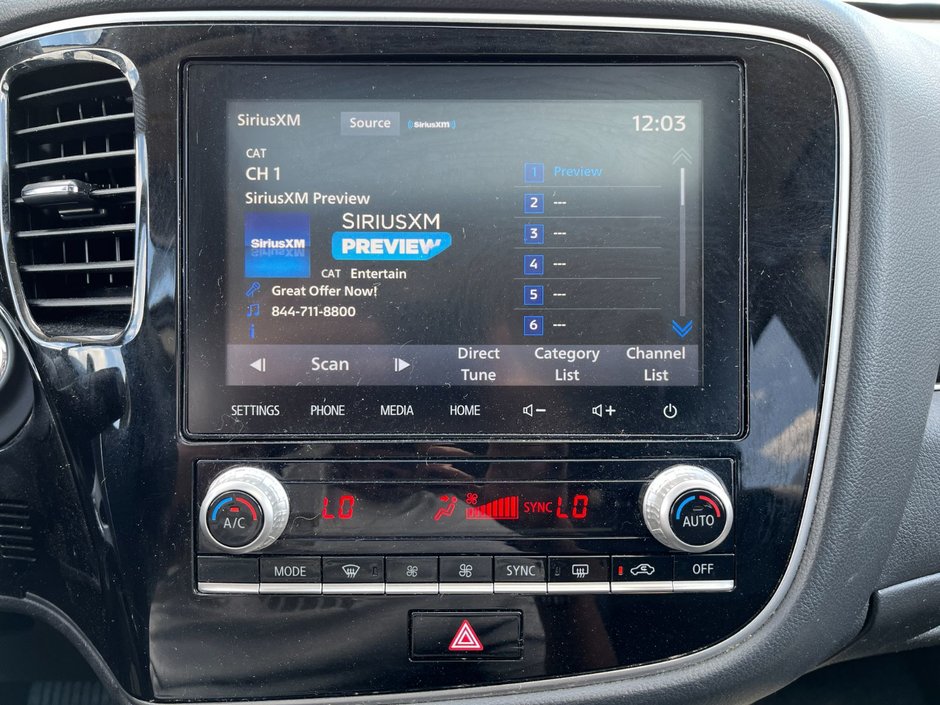 SiriusXM Source SiriusXM 12:03
CAT
CH 1
SiriusXM Preview
SiriusXM
SIRIUSXM
PREVIEW
CAT Entertain
Great Offer Now!
844-711-8800
1 Preview
2 ---
3 ---
4 ---
5 ---
6 ---
Scan
Direct Tune
Category List
Channel List
SETTINGS PHONE MEDIA HOME
A/C LO SYNC LO AUTO
MODE SYNC OFF